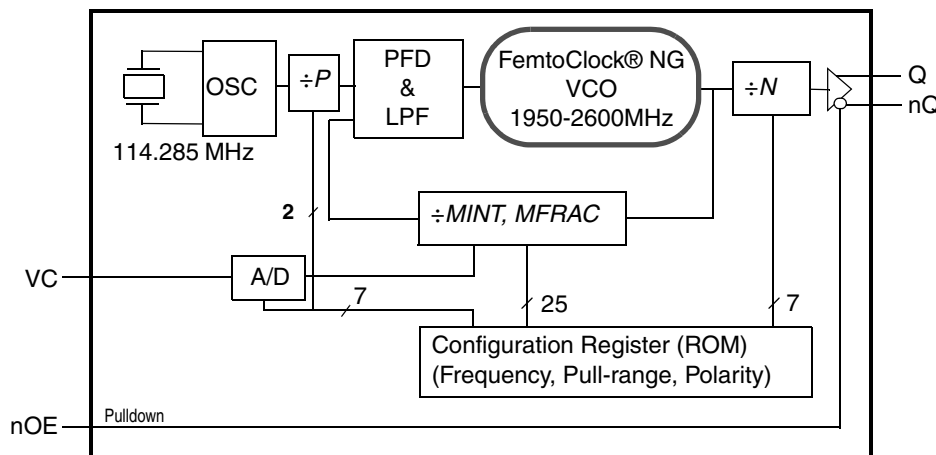 OSC
114.285 MHz
÷P
PFD
&
LPF
FemtoClock® NG
VCO
1950-2600MHz
÷N
Q
nQ
2
÷MINT, MFRAC
VC
A/D
7
25
7
Configuration Register (ROM)
(Frequency, Pull-range, Polarity)
nOE
Pulldown